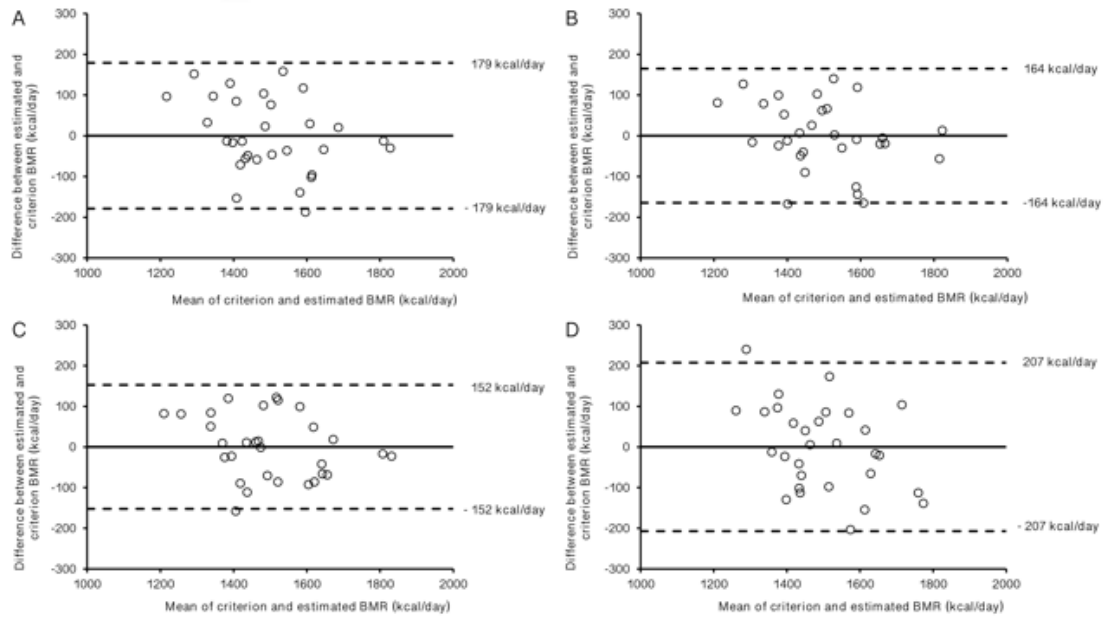 A
Difference between estimated and
criterion BMR (kcal/day)
300
200
100
0
-100
-200
-300
179 kcal/day
- 179 kcal/day
1000 1200 1400 1600 1800 2000
Mean of criterion and estimated BMR (kcal/day)
B
Difference between estimated and
criterion BMR (kcal/day)
300
200
100
0
-100
-200
-300
164 kcal/day
-164 kcal/day
1000 1200 1400 1600 1800 2000
Mean of criterion and estimated BMR (kcal/day)
C
Difference between estimated and
criterion BMR (kcal/day)
300
200
100
0
-100
-200
-300
152 kcal/day
- 152 kcal/day
1000 1200 1400 1600 1800 2000
Mean of criterion and estimated BMR (kcal/day)
D
Difference between estimated and
criterion BMR (kcal/day)
300
200
100
0
-100
-200
-300
207 kcal/day
- 207 kcal/day
1000 1200 1400 1600 1800 2000
Mean of criterion and estimated BMR (kcal/day)